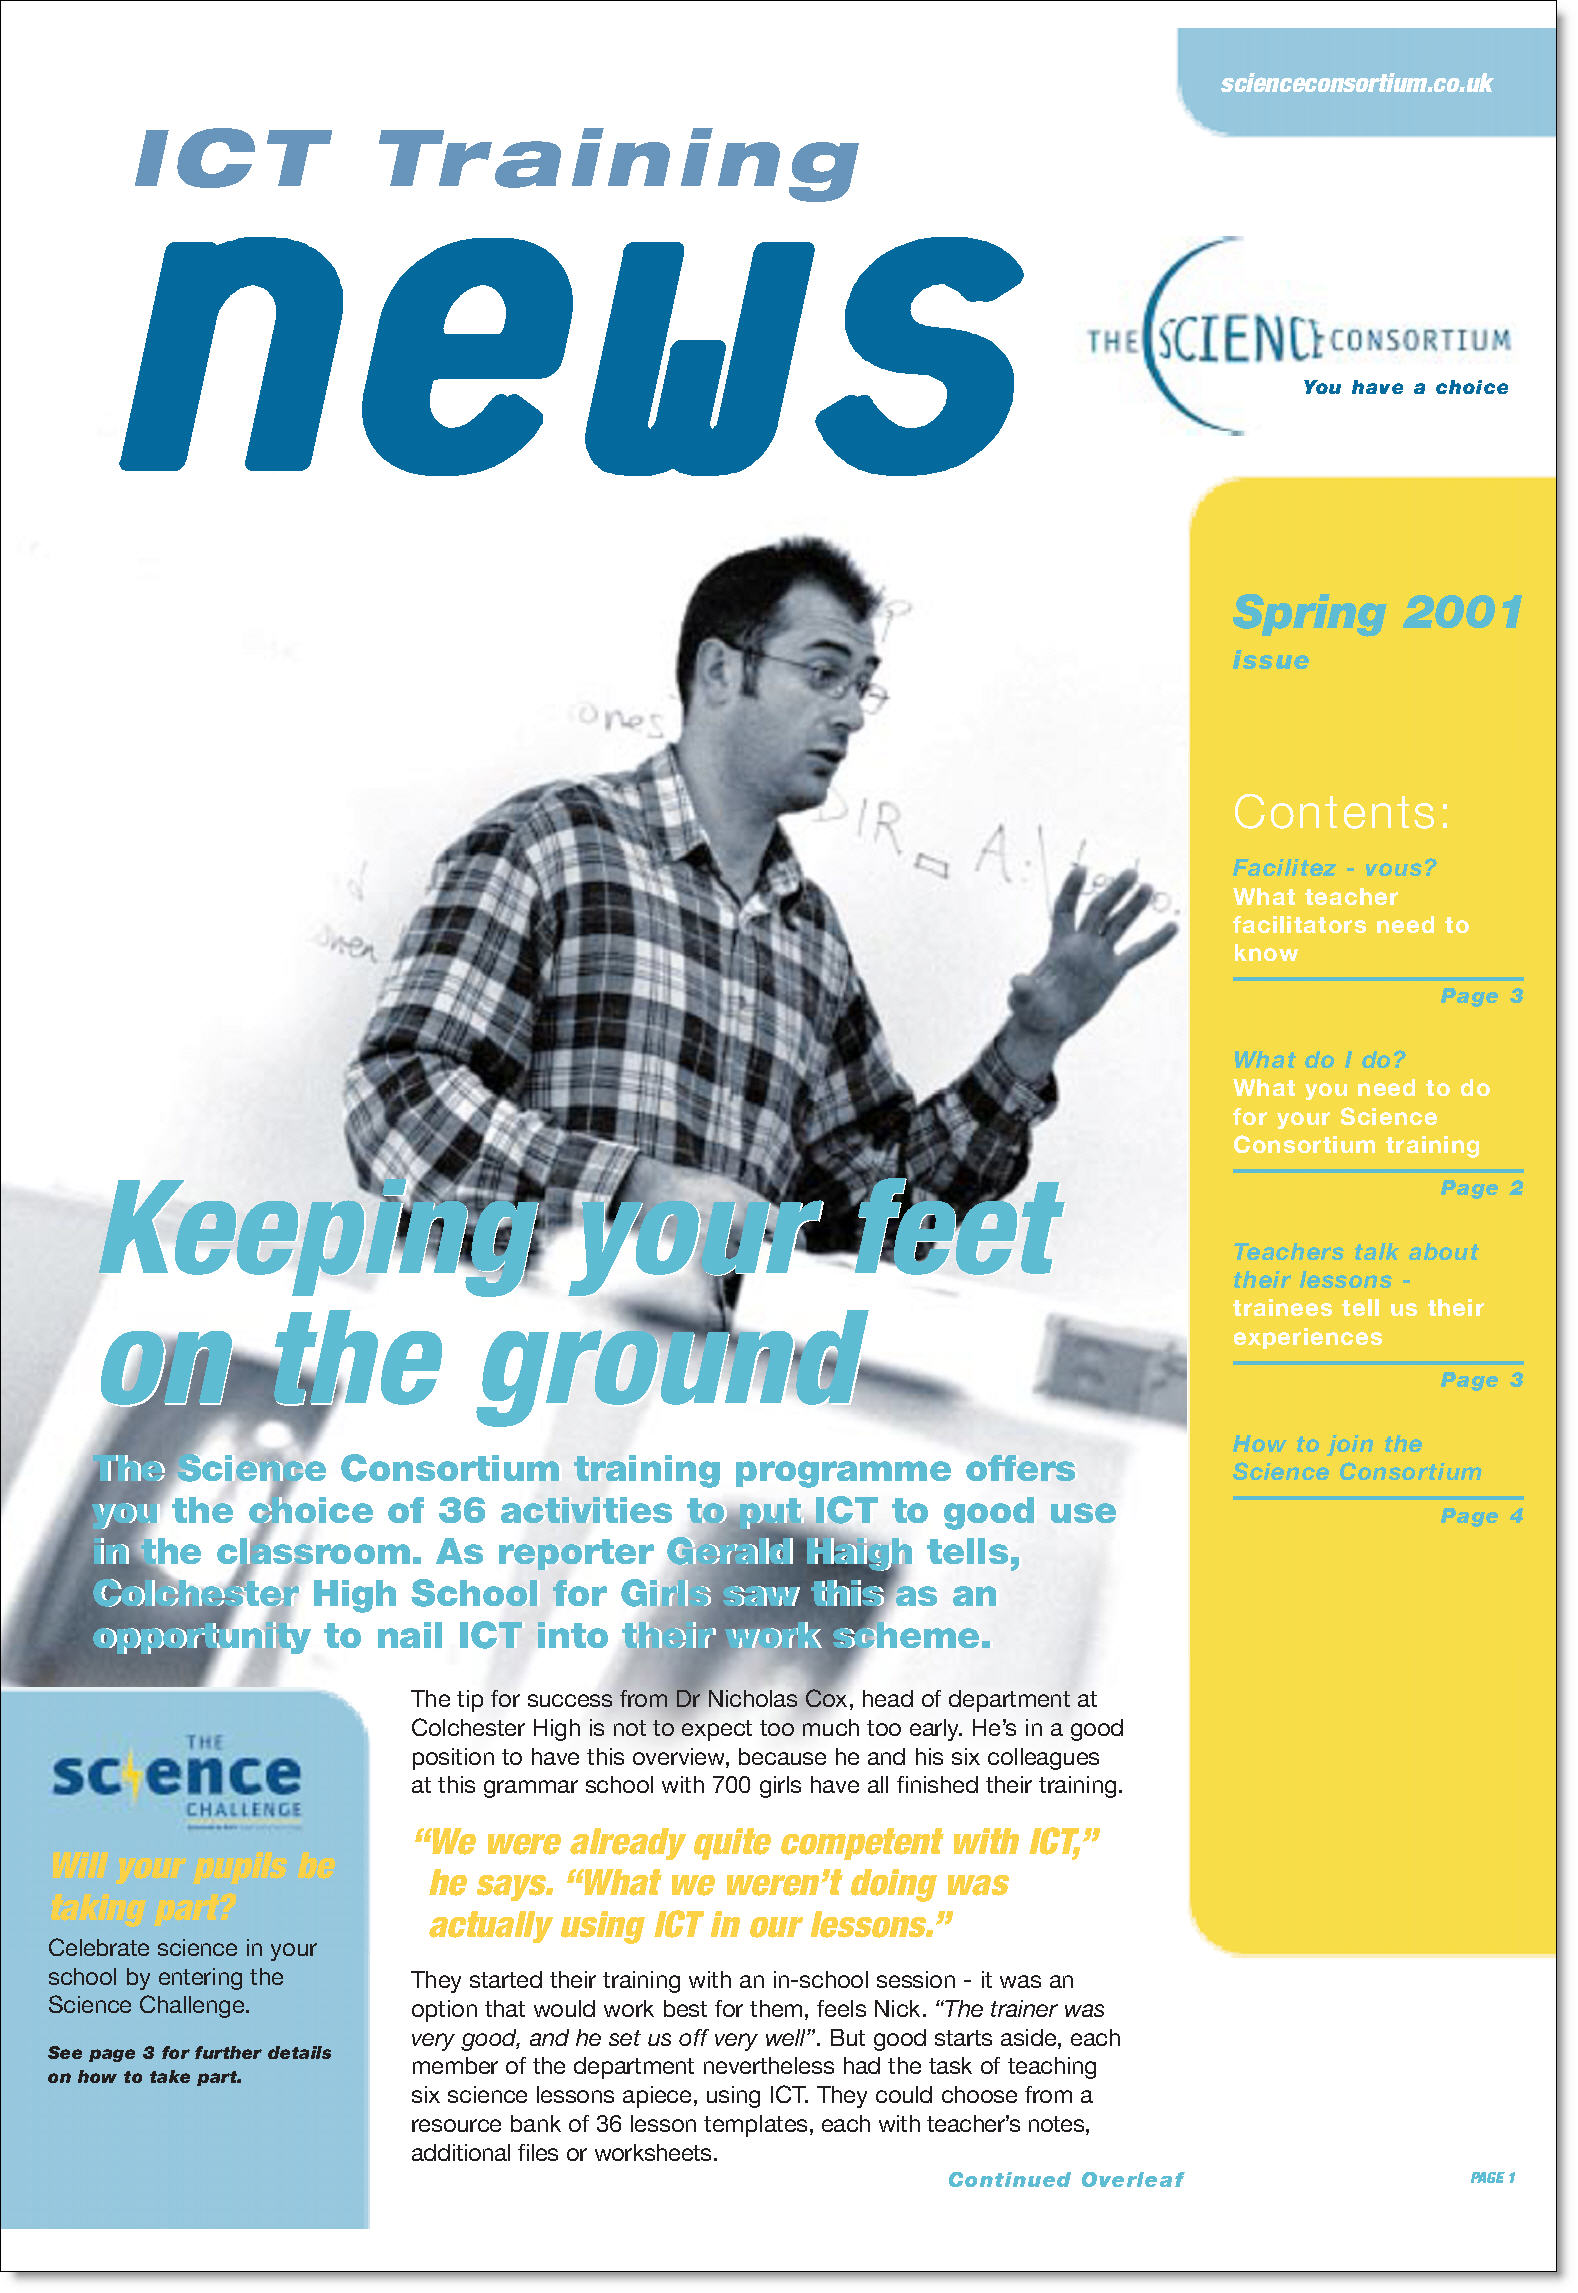 scienceconsortium.co.uk
ICT Training
news
THE SCIENCE CONSORTIUM
You have a choice
Spring 2001
issue
Contents:
Facilitez - vous?
What teacher
facilitators need to
know
Page 3
What do I do?
What you need to do
for your Science
Consortium training
Page 2
Teachers talk about
their lessons -
trainees tell us their
experiences
Page 3
How to join the
Science Consortium
Page 4
ones
DIR
A:\
Keeping your feet
on the ground
The Science Consortium training programme offers
you the choice of 36 activities to put ICT to good use
in the classroom. As reporter Gerald Haigh tells,
Colchester High School for Girls saw this as an
opportunity to nail ICT into their work scheme.
The tip for success from Dr Nicholas Cox, head of department at
Colchester High is not to expect too much too early. He's in a good
position to have this overview, because he and his six colleagues
at this grammar school with 700 girls have all finished their training.
“We were already quite competent with ICT,”
he says. “What we weren't doing was
actually using ICT in our lessons.”
They started their training with an in-school session - it was an
option that would work best for them, feels Nick. “The trainer was
very good, and he set us off very well”. But good starts aside, each
member of the department nevertheless had the task of teaching
six science lessons apiece, using ICT. They could choose from a
resource bank of 36 lesson templates, each with teacher's notes,
additional files or worksheets.
Continued Overleaf
THE
science
CHALLENGE
Will your pupils be
taking part?
Celebrate science in your
school by entering the
Science Challenge.
See page 3 for further details
on how to take part.
PAGE 1